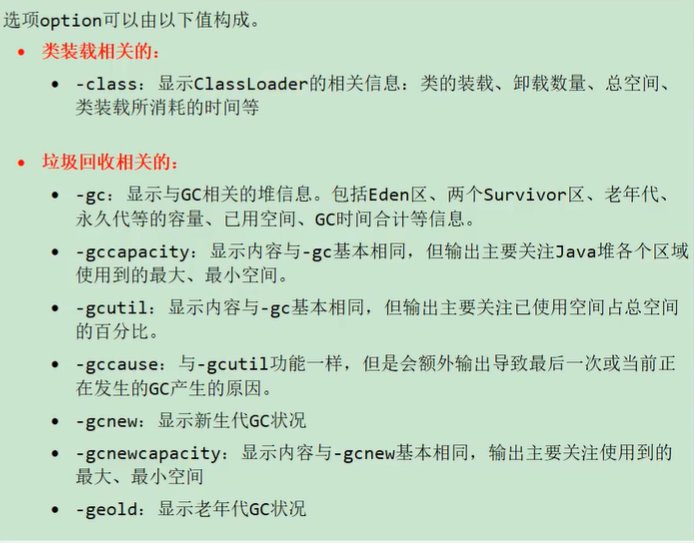 选项option可以由以下值构成。
• 类装载相关的：
• -class：显示ClassLoader的相关信息：类的装载、卸载数量、总空间、
类装载所消耗的时间等
• 垃圾回收相关的：
• -gc：显示与GC相关的堆信息。包括Eden区、两个Survivor区、老年代、
永久代等的容量、已用空间、GC时间合计等信息。
• -gccapacity：显示内容与-gc基本相同，但输出主要关注Java堆各个区域
使用到的最大、最小空间。
• -gcutil：显示内容与-gc基本相同，但输出主要关注已使用空间占总空间
的百分比。
• -gccause：与-gcutil功能一样，但是会额外输出导致最后一次或当前正
在发生的GC产生的原因。
• -gcnew：显示新生代GC状况
• -gcnewcapacity：显示内容与-gcnew基本相同，输出主要关注使用到的
最大、最小空间
• -geold：显示老年代GC状况